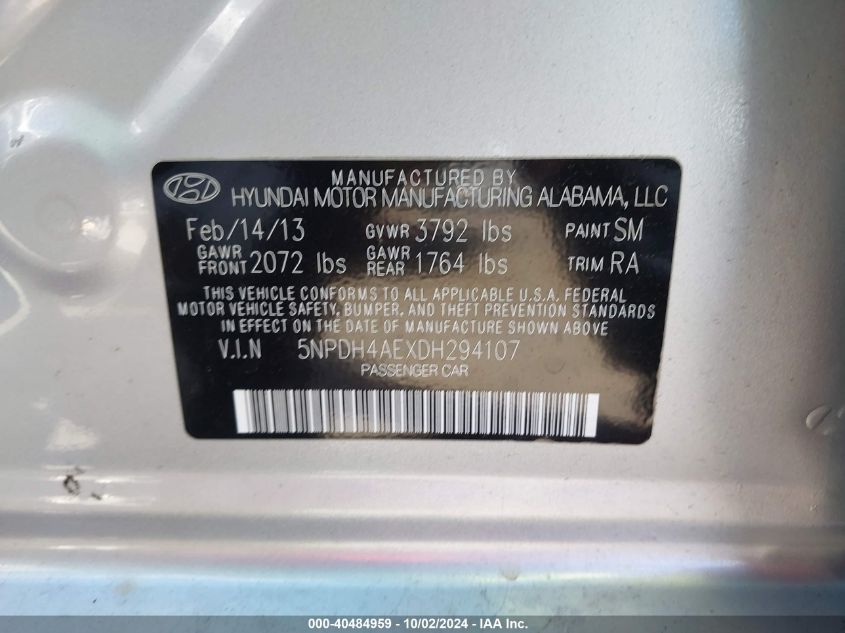 MANUFACTURED BY
HYUNDAI MOTOR MANUFACTURING ALABAMA, LLC
Feb/14/13 GVWR 3792 lbs PAINT SM
GAWR FRONT 2072 lbs GAWR REAR 1764 lbs TRIM RA
THIS VEHICLE CONFORMS TO ALL APPLICABLE U.S.A. FEDERAL
MOTOR VEHICLE SAFETY, BUMPER, AND THEFT PREVENTION STANDARDS
IN EFFECT ON THE DATE OF MANUFACTURE SHOWN ABOVE
V.I.N 5NPDH4AEXDH294107
PASSENGER CAR
000-40484959 - 10/02/2024 - IAA Inc.